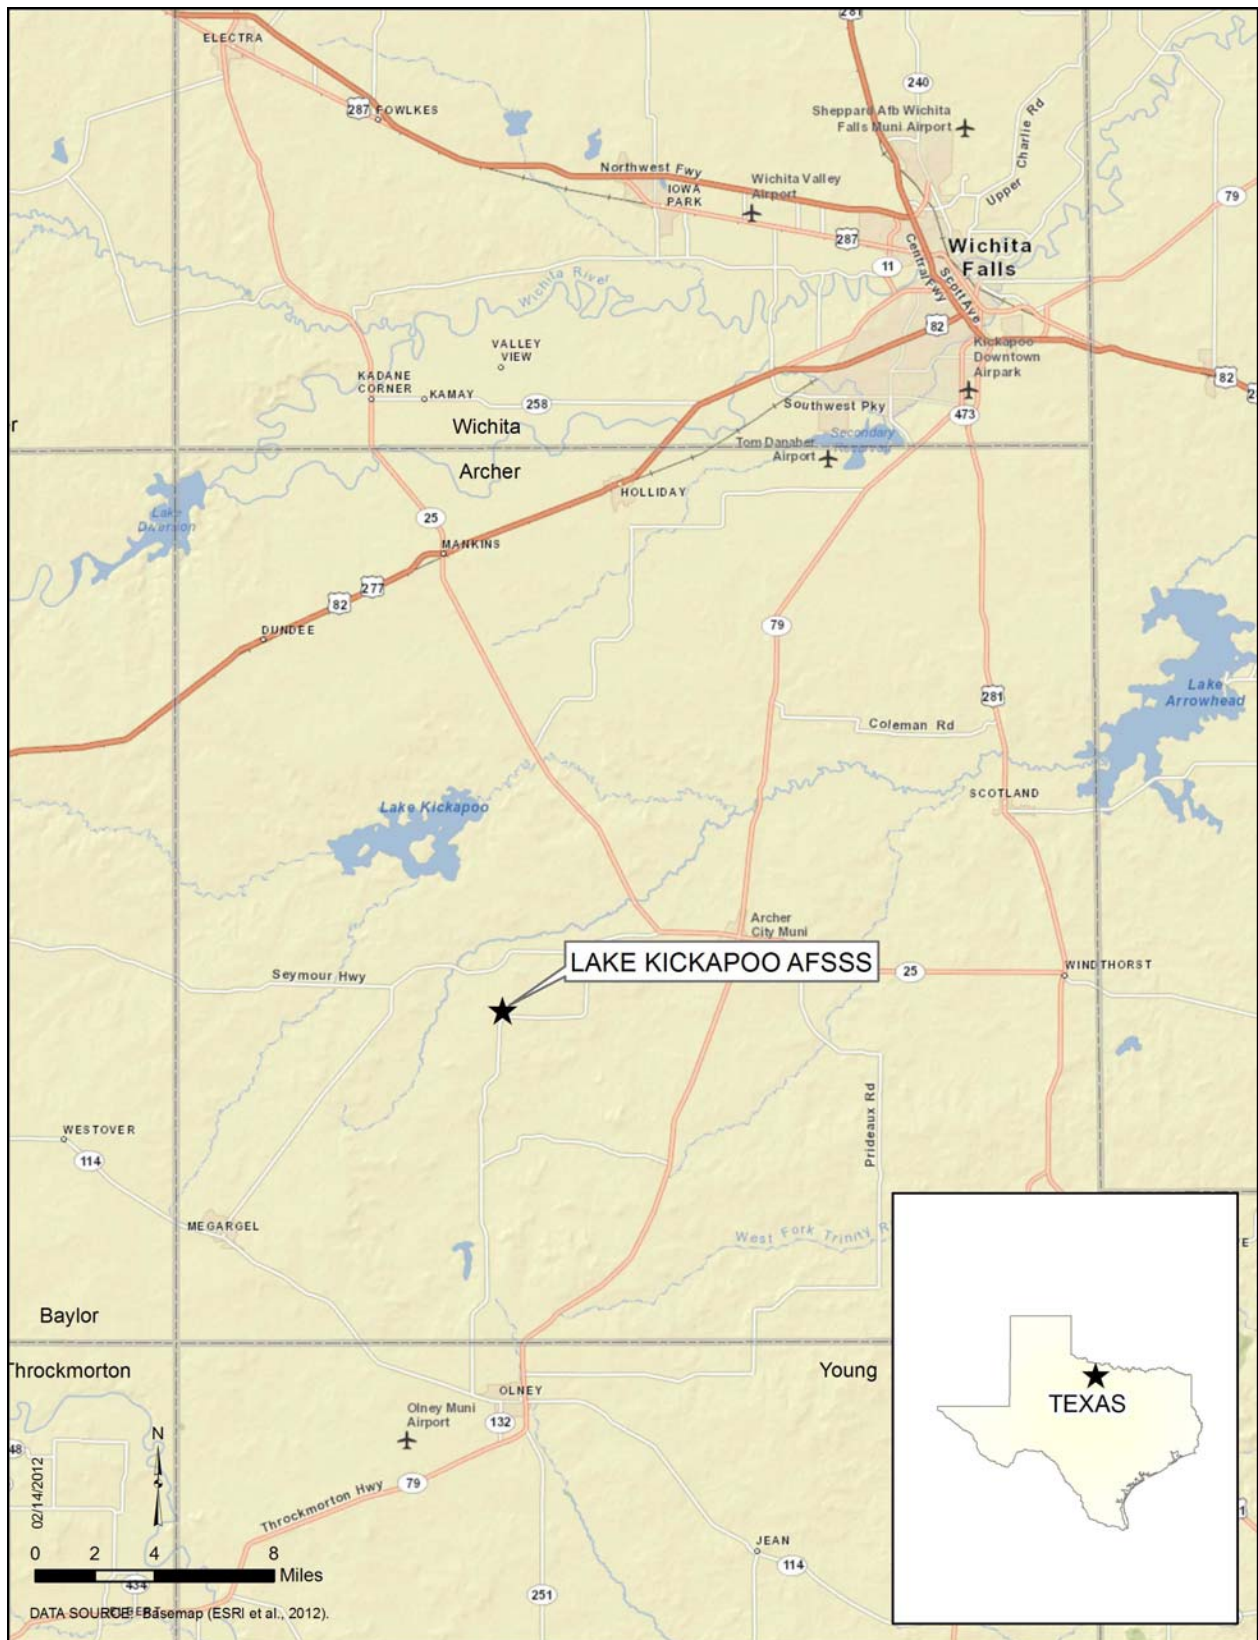 281
ELECTRA
240
287
FOWLKES
Sheppard Afb Wichita
Falls Muni Airport
Upper Charlie Rd
Northwest Fwy
Wichita Valley
Airport
IOWA
PARK
79
287
Wichita
Falls
11
Central Fwy
Scott Ave
Wichita River
82
VALLEY
VIEW
Kickapoo
Downtown
Airpark
KADANE
CORNER
KAMAY
258
82
Southwest Pky
473
r
Wichita
Secondary
Reservoir
Tom Danaher
Airport
Archer
HOLLIDAY
Lake
Diversion
25
MANKINS
277
82
DUNDEE
79
281
Lake
Arrowhead
Coleman Rd
SCOTLAND
Lake Kickapoo
Archer
City Muni
LAKE KICKAPOO AFSSS
Seymour Hwy
25
WINDTHORST
Prideaux Rd
WESTOVER
114
MEGARGEL
West Fork Trinity R
E
Baylor
Throckmorton
Young
TEXAS
OLNEY
Olney Muni
Airport
132
N
48
79
Throckmorton Hwy
02/14/2012
JEAN
114
0 2 4 8
Miles
434
251
DATA SOURCE: Basemap (ESRI et al., 2012).